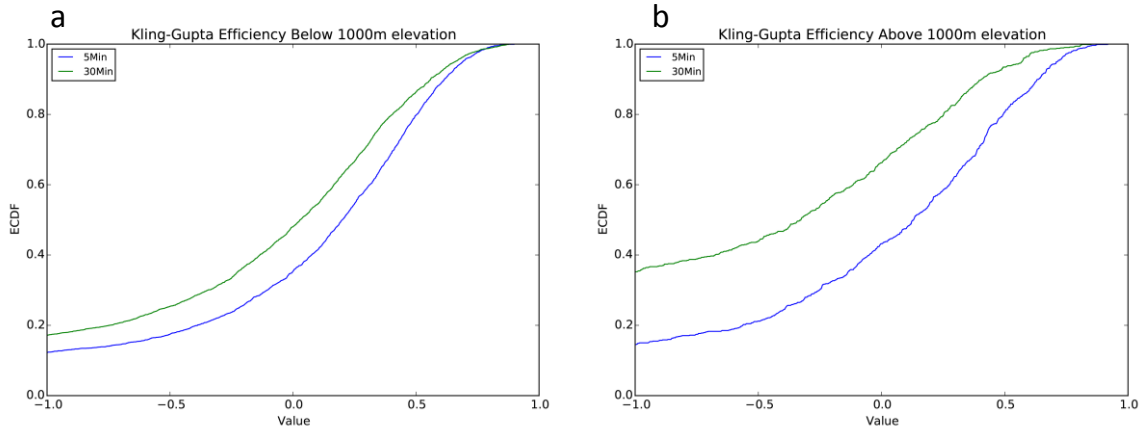 a
Kling-Gupta Efficiency Below 1000m elevation
1.0
5Min
30Min
0.8
0.6
ECDF
0.4
0.2
0.0
−1.0 −0.5 0.0 0.5 1.0
Value
b
Kling-Gupta Efficiency Above 1000m elevation
1.0
5Min
30Min
0.8
0.6
ECDF
0.4
0.2
0.0
−1.0 −0.5 0.0 0.5 1.0
Value